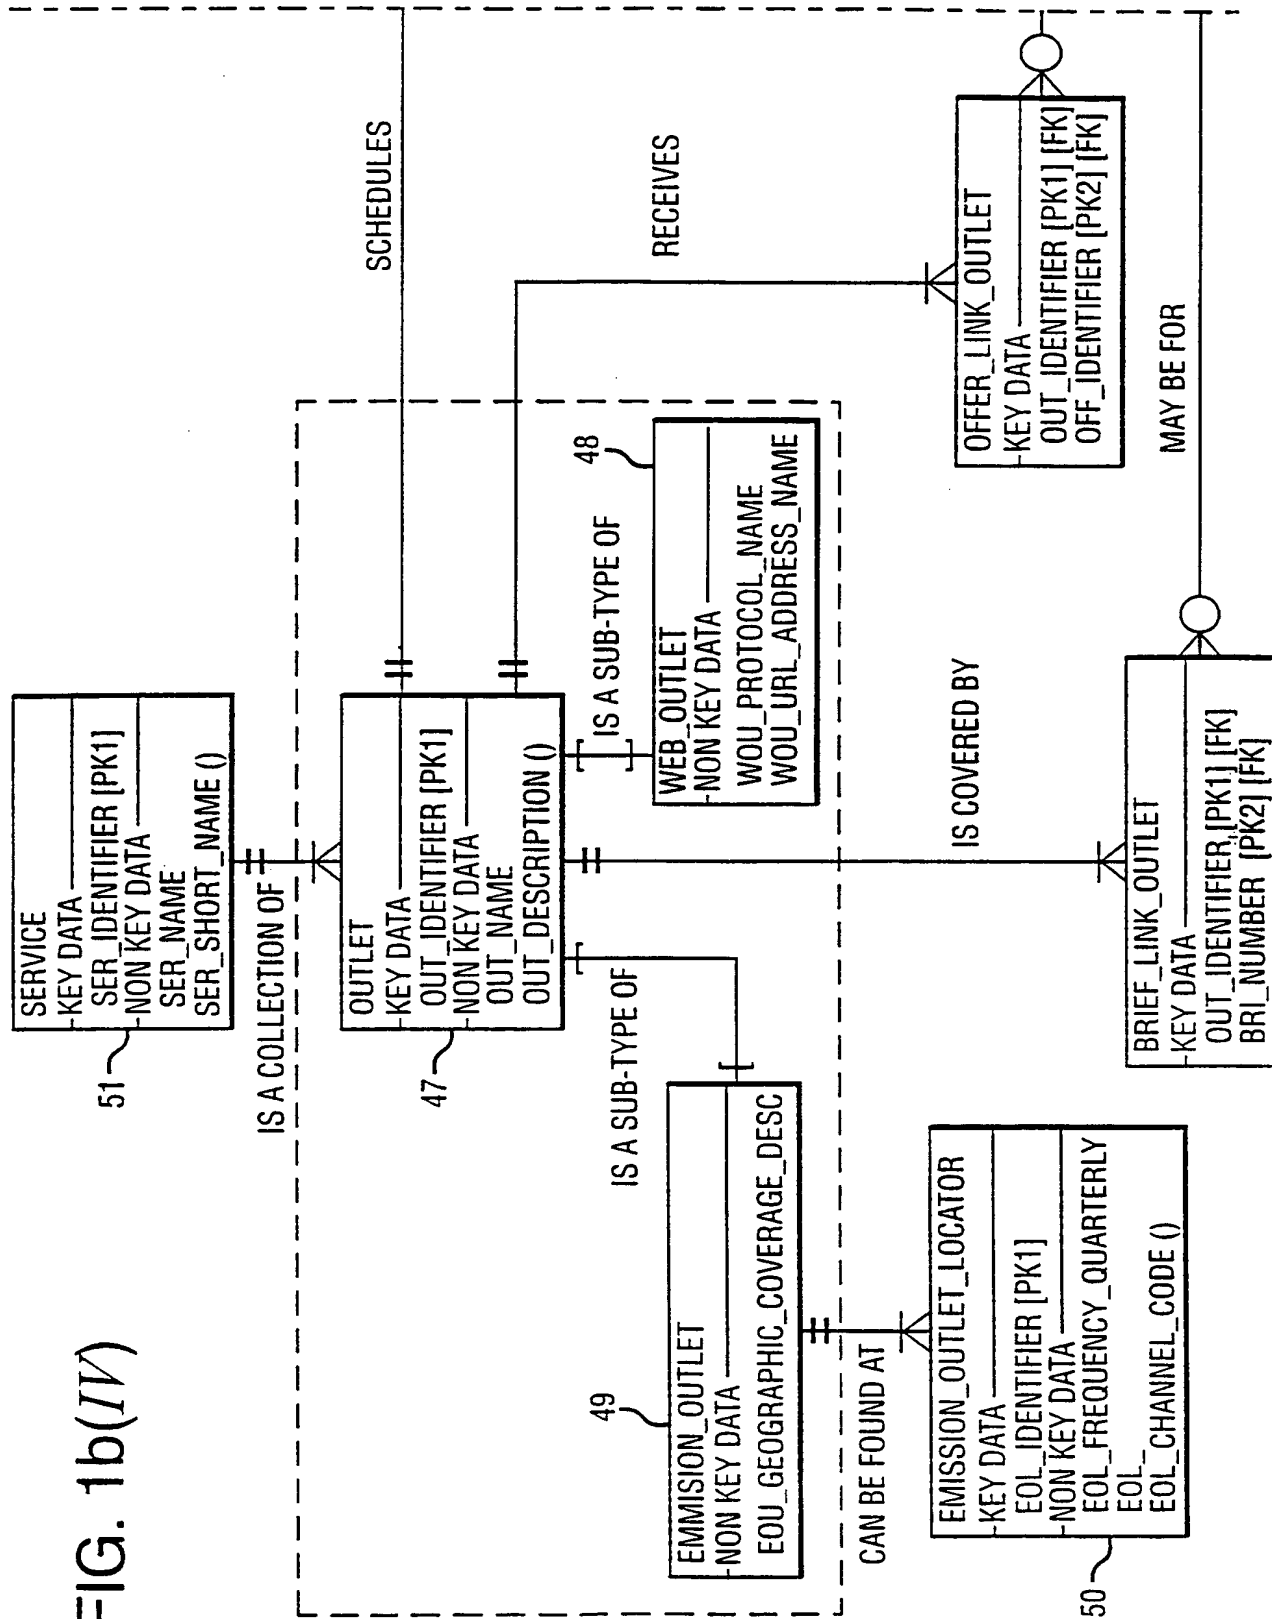 FIG. 1b(IV)
SERVICE
KEY DATA
SER_IDENTIFIER [PK1]
NON KEY DATA
SER_NAME
SER_SHORT_NAME ()
51
IS A COLLECTION OF
SCHEDULES
OUTLET
KEY DATA
OUT_IDENTIFIER [PK1]
NON KEY DATA
OUT_NAME
OUT_DESCRIPTION ()
47
IS A SUB-TYPE OF
IS A SUB-TYPE OF
RECEIVES
48
WEB_OUTLET
NON KEY DATA
WOU_PROTOCOL_NAME
WOU_URL_ADDRESS_NAME
49
EMMISION_OUTLET
NON KEY DATA
EOU_GEOGRAPHIC_COVERAGE_DESC
CAN BE FOUND AT
IS COVERED BY
MAY BE FOR
EMISSION_OUTLET_LOCATOR
KEY DATA
EOL_IDENTIFIER [PK1]
NON KEY DATA
EOL_FREQUENCY_QUARTERLY
EOL_
EOL_CHANNEL_CODE ()
50
OFFER_LINK_OUTLET
KEY DATA
OUT_IDENTIFIER [PK1] [FK]
OFF_IDENTIFIER [PK2] [FK]
BRIEF_LINK_OUTLET
KEY DATA
OUT_IDENTIFIER,[PK1] [FK]
BRI_NUMBER [PK2] [FK]